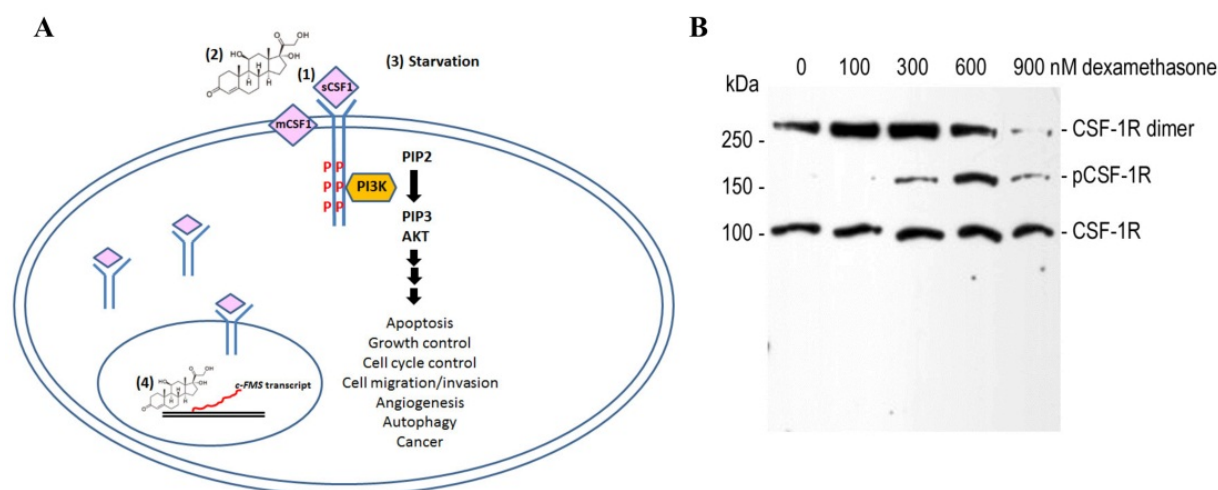 A
(2)
(3) Starvation
(1)
sCSF1
mCSF1
P P
P P
P P
PI3K
PIP2
PIP3
AKT
Apoptosis
Growth control
Cell cycle control
Cell migration/invasion
Angiogenesis
Autophagy
Cancer
(4)
c-FMS transcript
B
0 100 300 600 900 nM dexamethasone
kDa
250 -
150 -
100 -
- CSF-1R dimer
- pCSF-1R
- CSF-1R